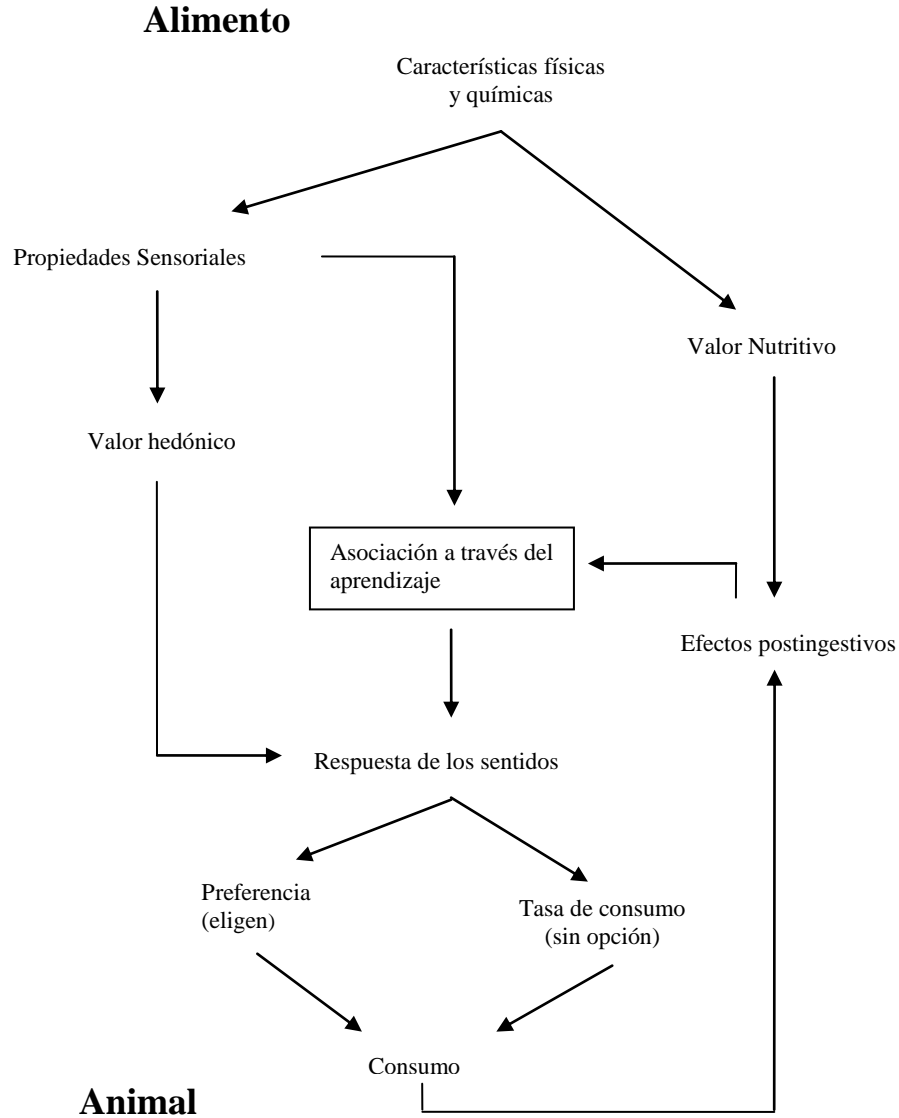 Alimento
Características físicas
y químicas
Propiedades Sensoriales
Valor Nutritivo
Valor hedónico
Asociación a través del
aprendizaje
Efectos postingestivos
Respuesta de los sentidos
Preferencia
(eligen)
Tasa de consumo
(sin opción)
Consumo
Animal